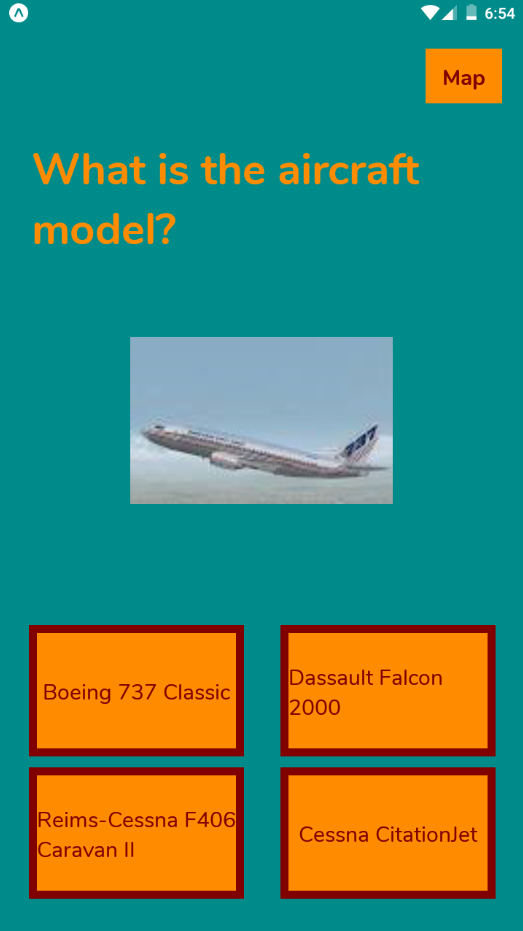 6:54
Map
What is the aircraft
model?
737
Boeing 737 Classic
Dassault Falcon
2000
Reims-Cessna F406
Caravan II
Cessna CitationJet